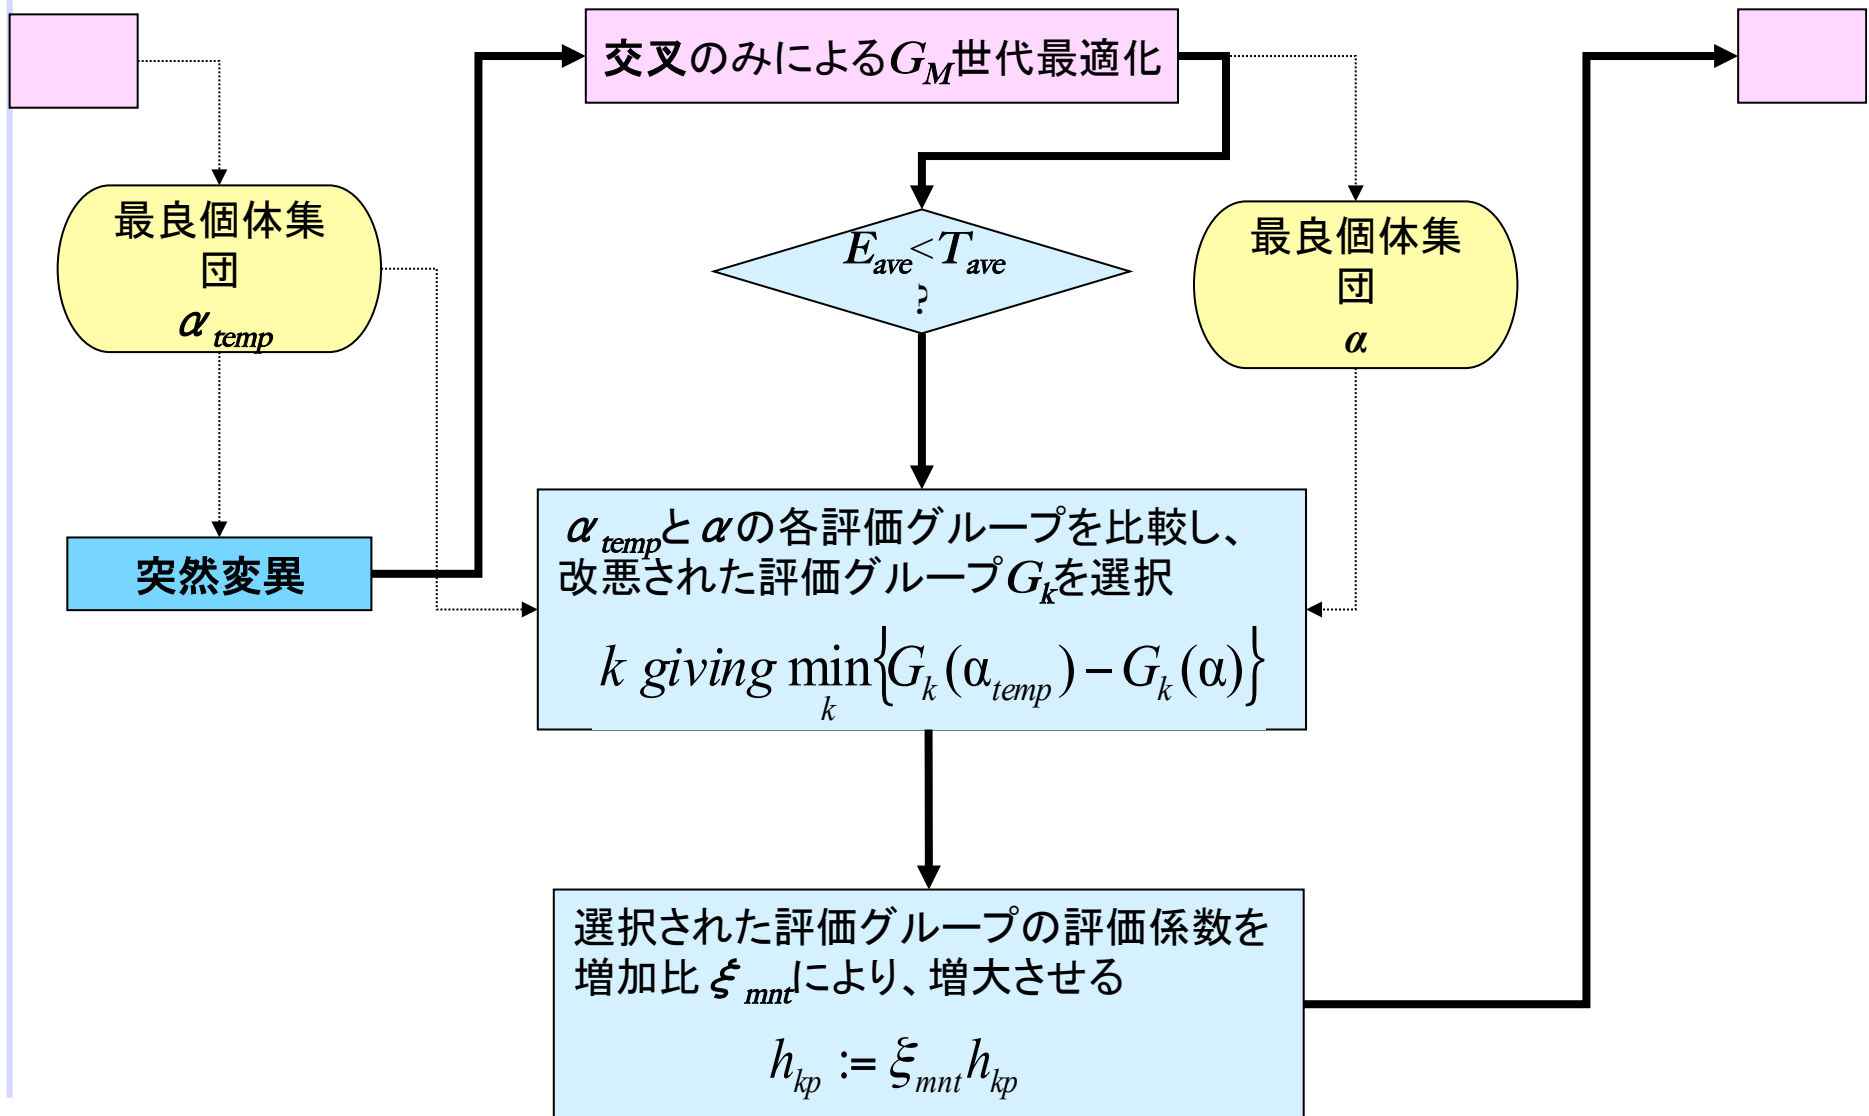 交叉のみによるG_M世代最適化
最良個体集
団
α_temp
E_ave<T_ave
?
最良個体集
団
α
突然変異
α_tempとαの各評価グループを比較し、
改悪された評価グループG_kを選択
k giving min_k{G_k(α_temp)−G_k(α)}
選択された評価グループの評価係数を
増加比ξ_mntにより、増大させる
h_kp := ξ_mnt h_kp